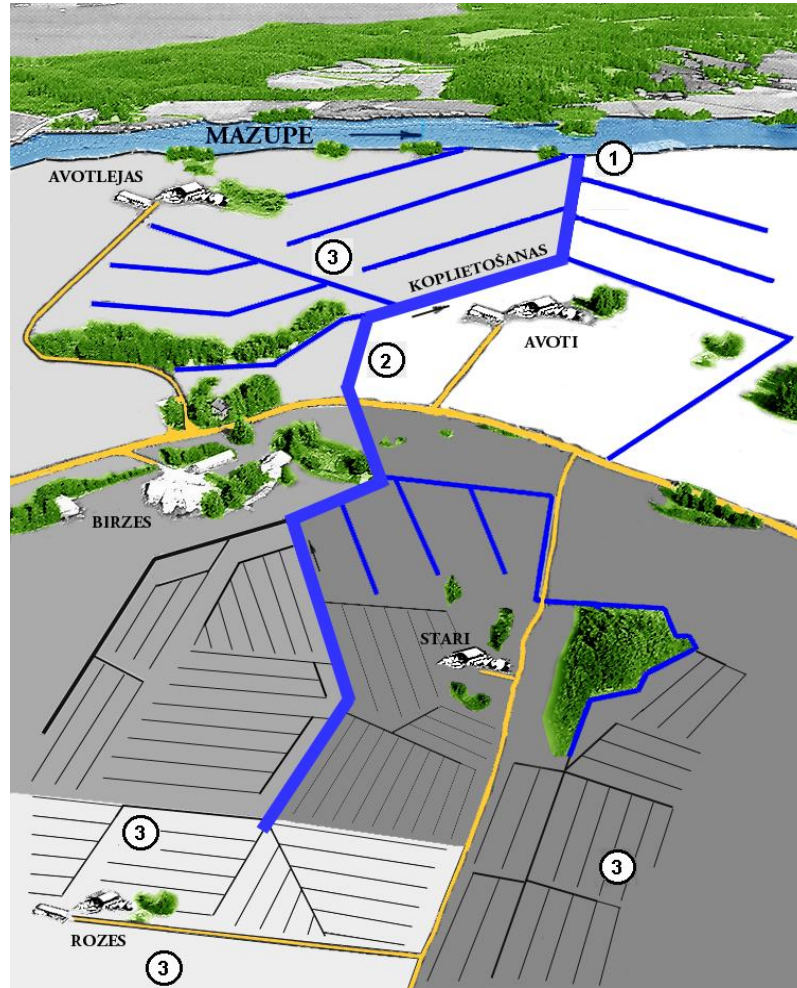 MAZUPE
1
AVOTLEJAS
3
KOPLIETOŠANAS
AVOTI
2
BIRZES
STARI
3
3
ROZES
3